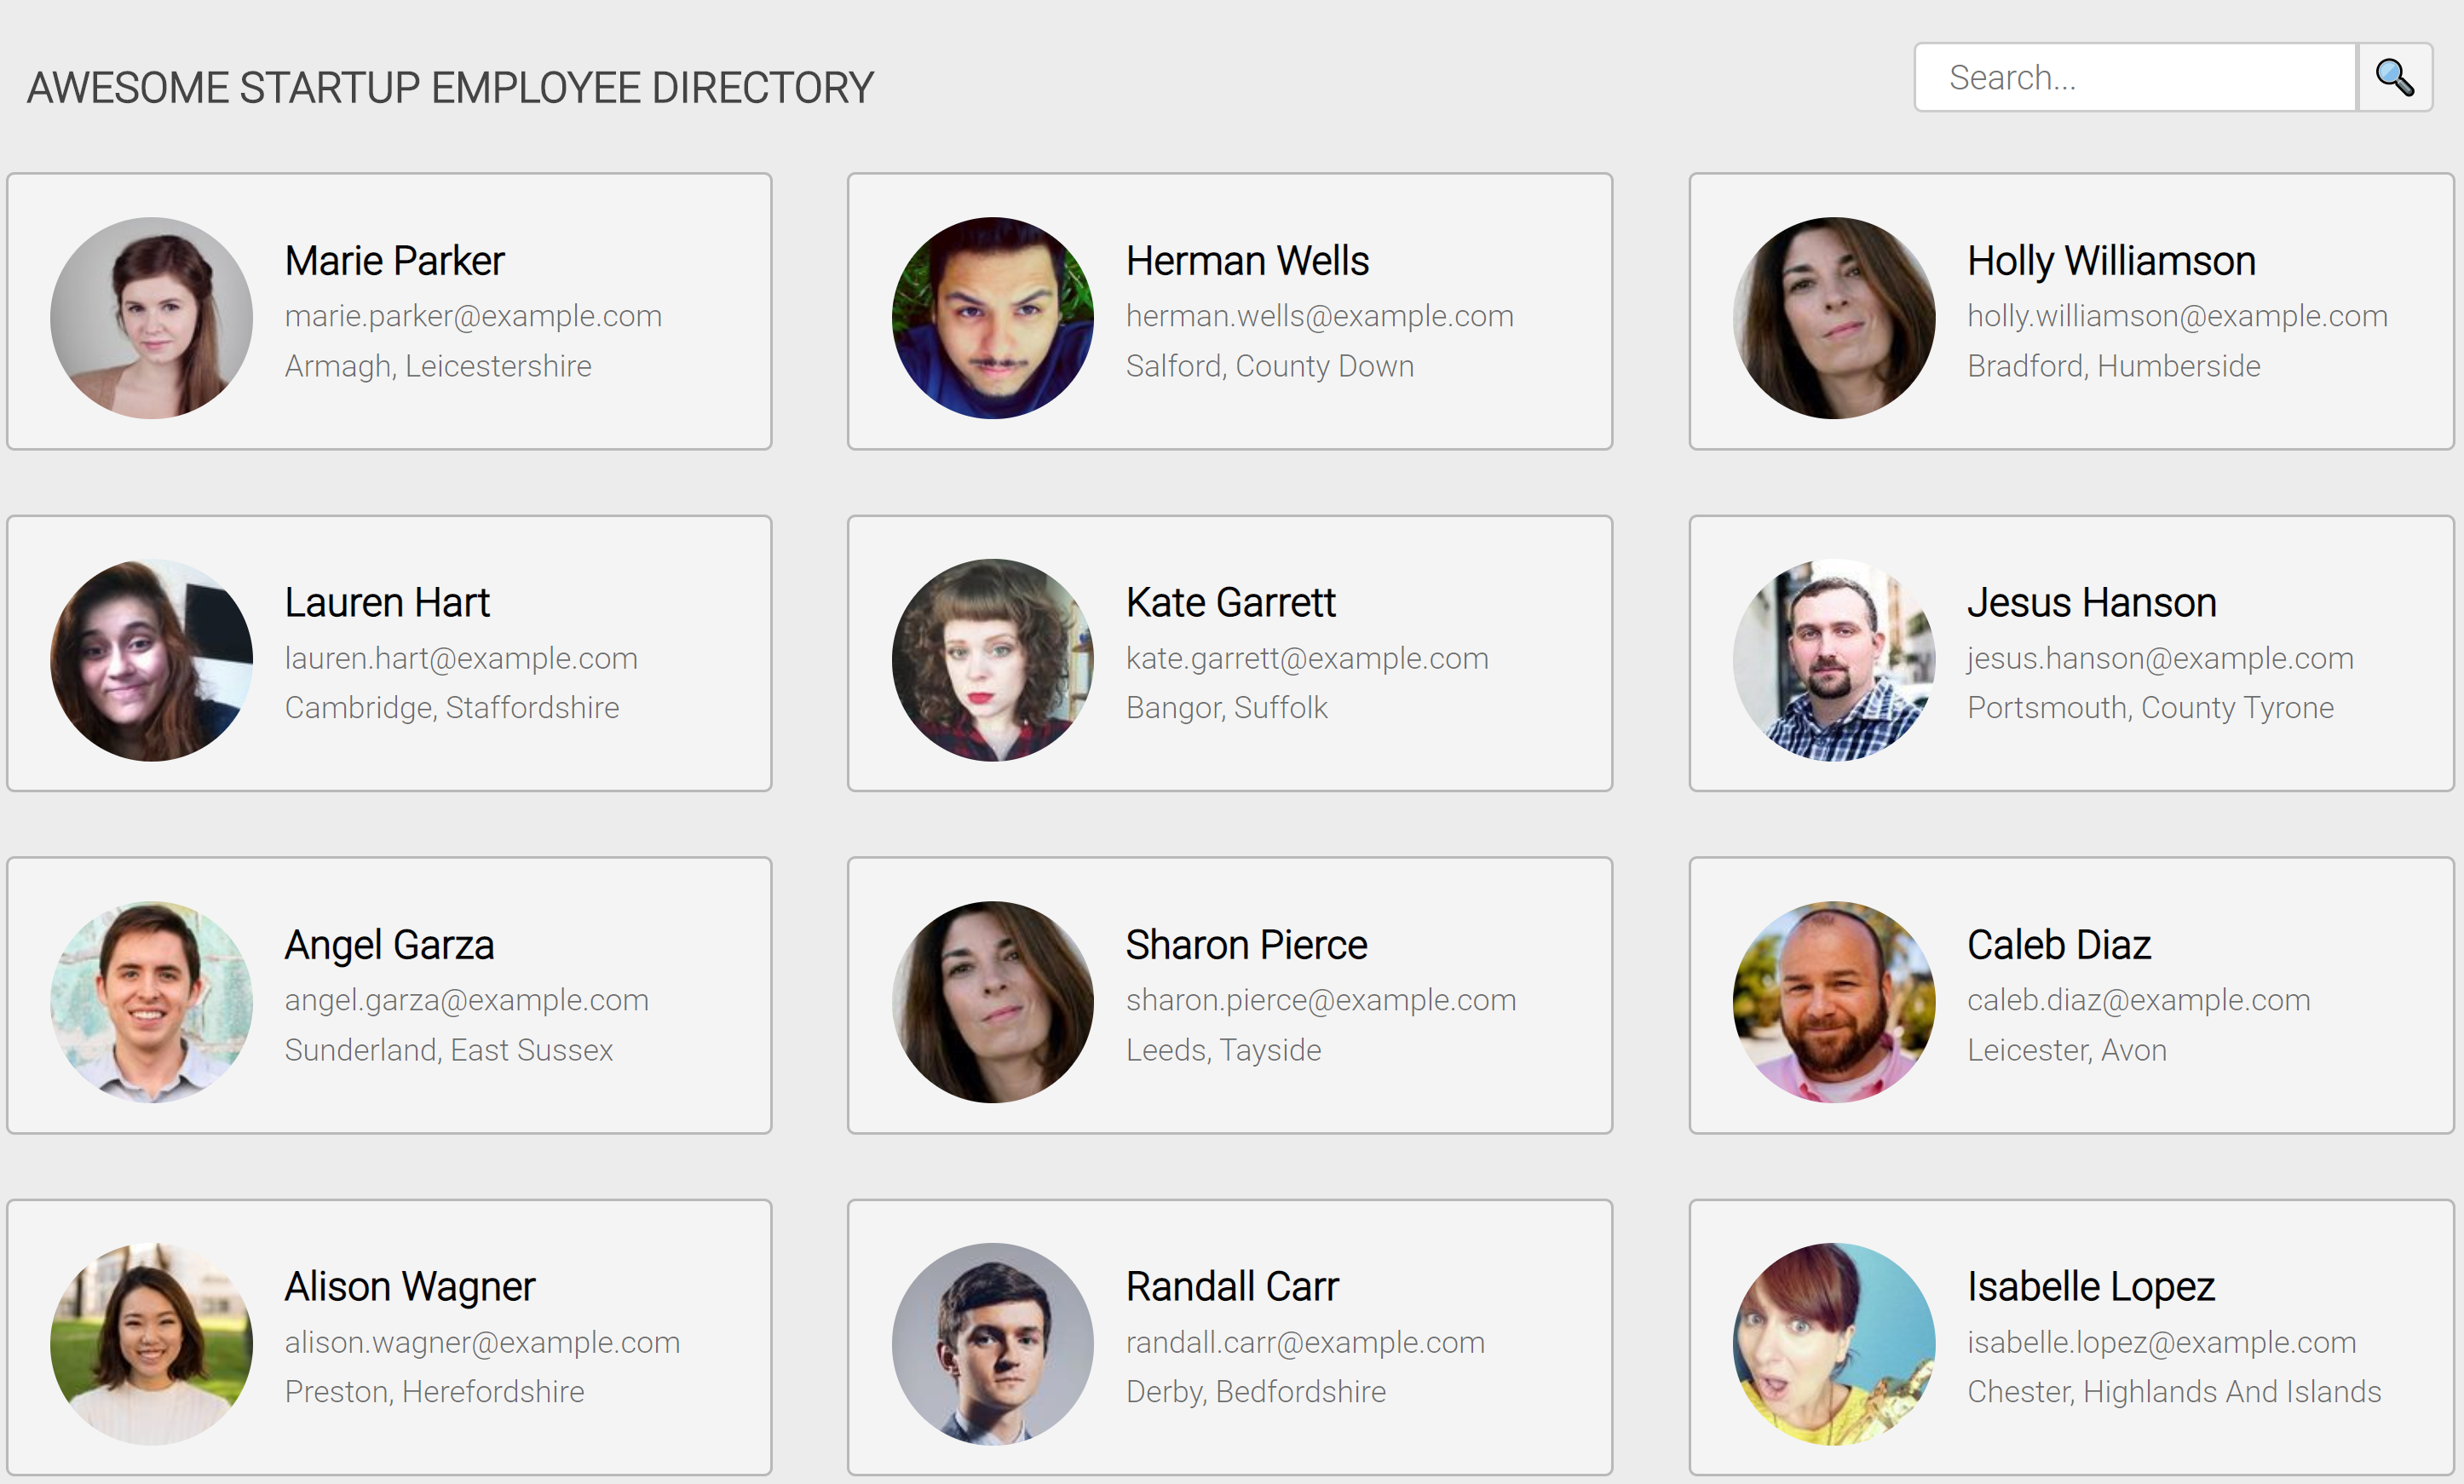 AWESOME STARTUP EMPLOYEE DIRECTORY
Search...
Marie Parker
marie.parker@example.com
Armagh, Leicestershire
Herman Wells
herman.wells@example.com
Salford, County Down
Holly Williamson
holly.williamson@example.com
Bradford, Humberside
Lauren Hart
lauren.hart@example.com
Cambridge, Staffordshire
Kate Garrett
kate.garrett@example.com
Bangor, Suffolk
Jesus Hanson
jesus.hanson@example.com
Portsmouth, County Tyrone
Angel Garza
angel.garza@example.com
Sunderland, East Sussex
Sharon Pierce
sharon.pierce@example.com
Leeds, Tayside
Caleb Diaz
caleb.diaz@example.com
Leicester, Avon
Alison Wagner
alison.wagner@example.com
Preston, Herefordshire
Randall Carr
randall.carr@example.com
Derby, Bedfordshire
Isabelle Lopez
isabelle.lopez@example.com
Chester, Highlands And Islands